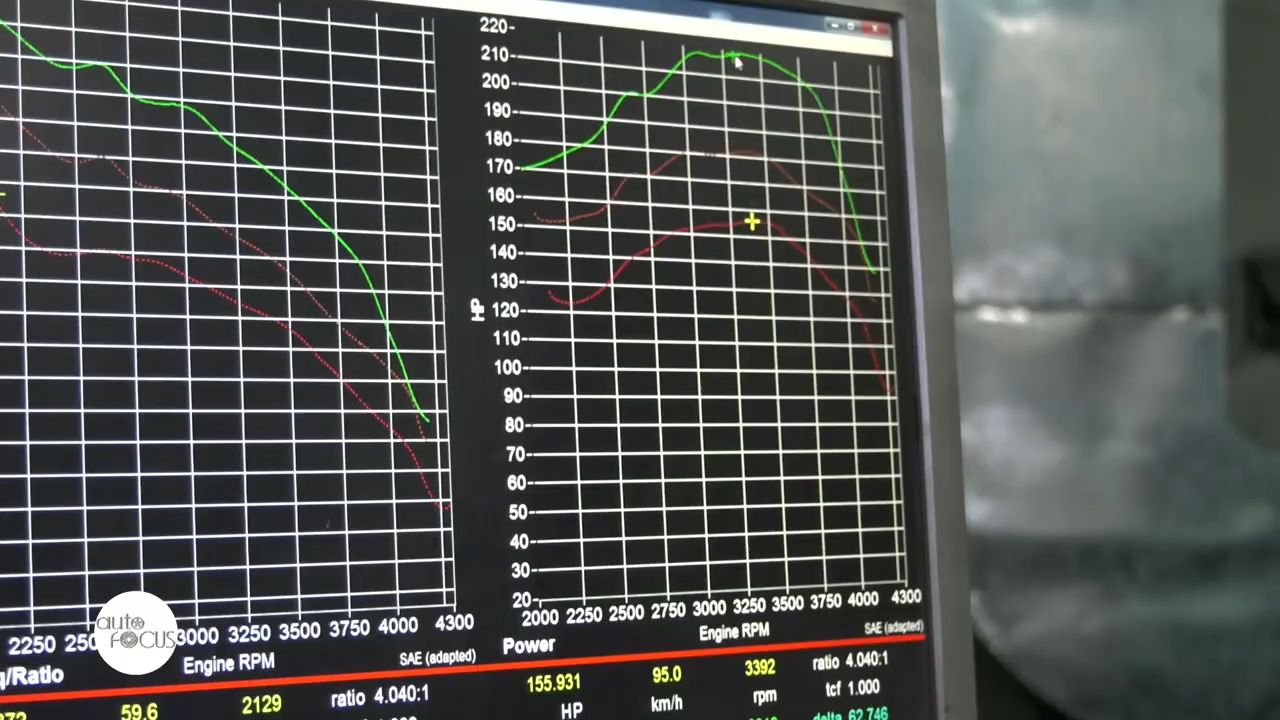 220-
210-
200-
190-
180-
170-
160-
150-
140-
130-
HP
120-
110-
100-
90-
80-
70-
60-
50-
40-
30-
20-
2000 2250 2500 2750 3000 3250 3500 3750 4000 4300
Engine RPM
SAE (adapted)
Power
2250 3000 3250 3500 3750 4000 4300
Engine RPM
SAE (adapted)
auto
FOCUS
q/Ratio
59.6 2129 ratio 4.040:1
155.931 95.0 3392 ratio 4.040:1
HP km/h rpm tcf 1.000
delta 62.746